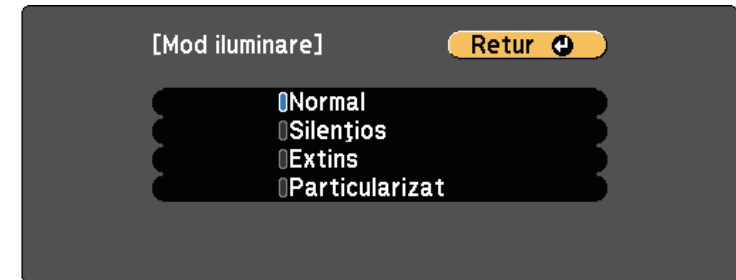 [Mod iluminare] Retur
Normal
Silenţios
Extins
Particularizat